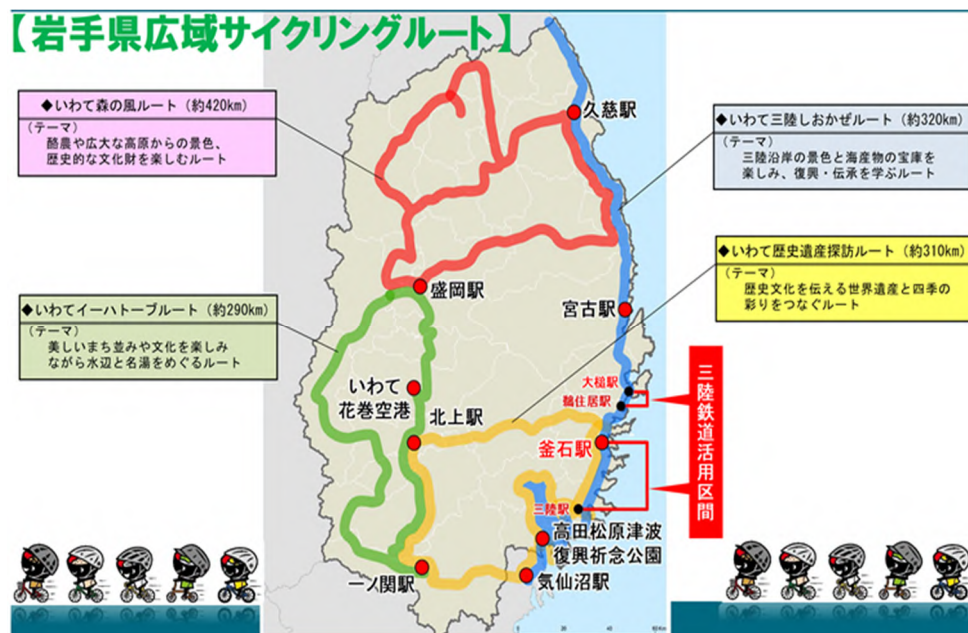 【岩手県広域サイクリングルート】
◆いわて森の風ルート（約420km）
（テーマ）
酪農や広大な高原からの景色、
歴史的な文化財を楽しむルート
久慈駅
◆いわて三陸しおかぜルート（約320km）
（テーマ）
三陸沿岸の景色と海産物の宝庫を
楽しみ、復興・伝承を学ぶルート
◆いわて歴史遺産探訪ルート（約310km）
（テーマ）
歴史文化を伝える世界遺産と四季の
彩りをつなぐルート
盛岡駅
宮古駅
◆いわてイーハトーブルート（約290km）
（テーマ）
美しいまち並みや文化を楽しみ
ながら水辺と名湯をめぐるルート
いわて
花巻空港
大槌駅
鵜住居駅
三陸鉄道活用区間
北上駅
釜石駅
三陸駅
高田松原津波
復興祈念公園
一ノ関駅
気仙沼駅
0 20 40 60 Km